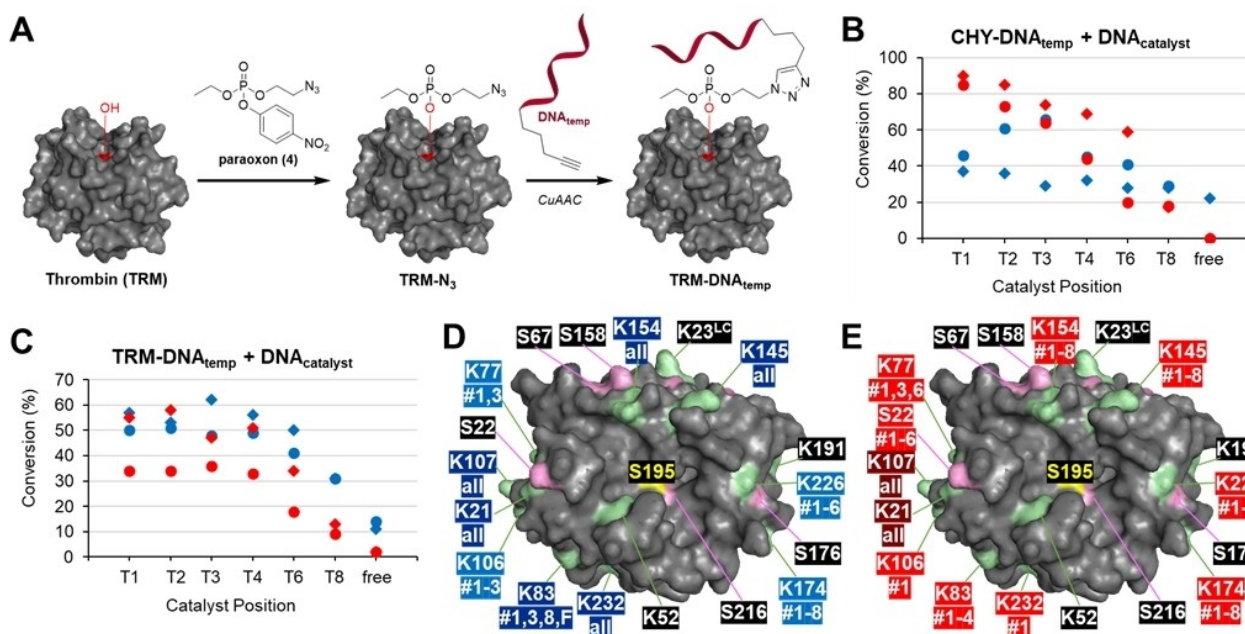 A
OH
O
O
P
O
O
N₃
NO₂
paraoxon (4)
Thrombin (TRM)
O
O
P
O
O
N₃
TRM-N₃
DNAtemp
CuAAC
O
O
P
O
O
N
N
N
TRM-DNAtemp
B
CHY-DNAtemp + DNAcatalyst
Conversion (%)
100
80
60
40
20
0
T1 T2 T3 T4 T6 T8 free
Catalyst Position
C
TRM-DNAtemp + DNAcatalyst
Conversion (%)
70
60
50
40
30
20
10
0
T1 T2 T3 T4 T6 T8 free
Catalyst Position
D
S67
S158
K154
all
K23LC
K145
all
K77
#1,3
S22
K107
all
K21
all
K106
#1-3
K83
#1,3,8,F
K232
all
K52
S195
K191
K226
#1-6
S176
K174
#1-8
S216
E
S67
S158
K154
#1-8
K23LC
K145
#1-8
K77
#1,3,6
S22
#1-6
K107
all
K21
all
K106
#1
K83
#1-4
K232
#1
K52
S195
K174
#1-8
S216